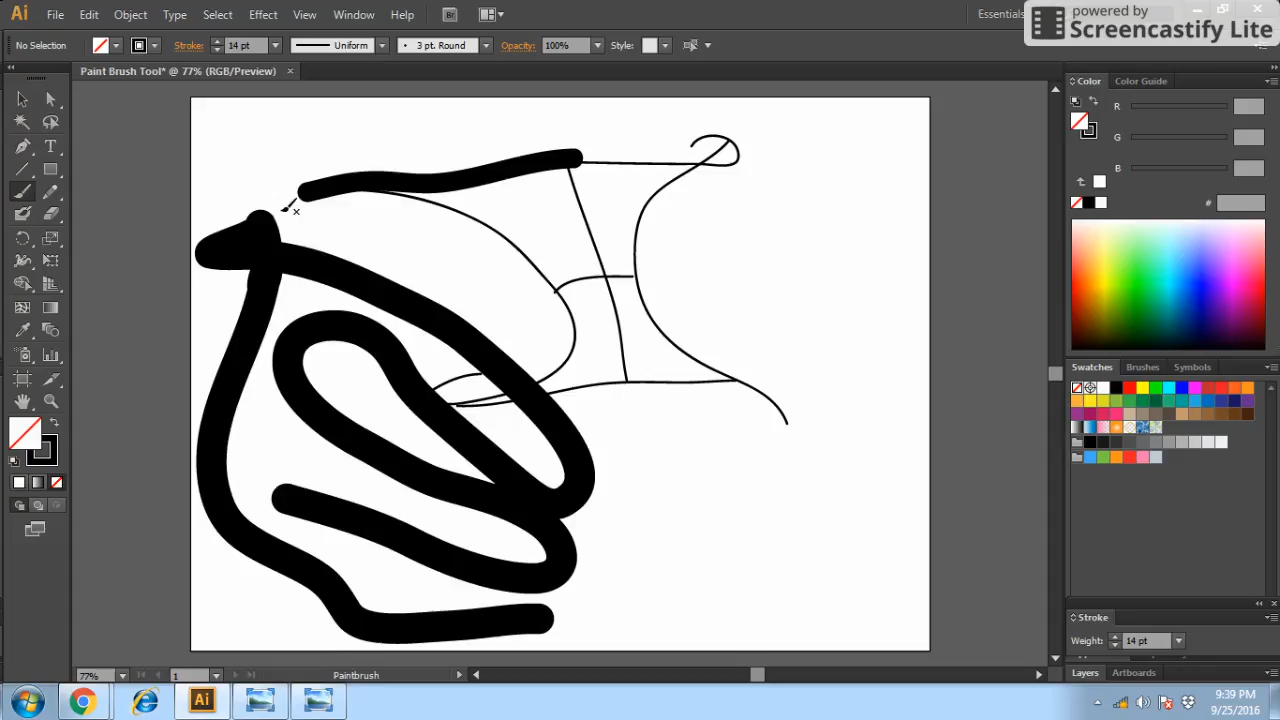 Ai File Edit Object Type Select Effect View Window Help Br Essentials
powered by
Screencastify Lite
No Selection Stroke: 14 pt Uniform 3 pt. Round Opacity: 100% Style:
Paint Brush Tool* @ 77% (RGB/Preview) ×
Color Color Guide
R
G
B
#
Swatches Brushes Symbols
Stroke
Weight: 14 pt
Layers Artboards
77% 1 Paintbrush
Ai
9:39 PM
9/25/2016